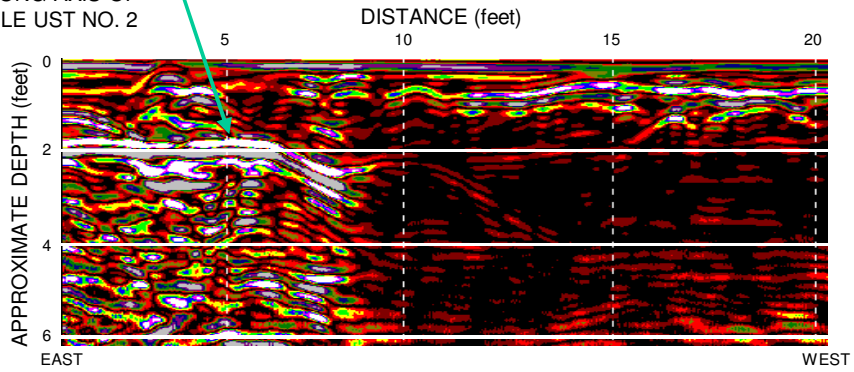 LE UST NO. 2
DISTANCE (feet)
5 10 15 20
APPROXIMATE DEPTH (feet)
0
2
4
6
EAST WEST